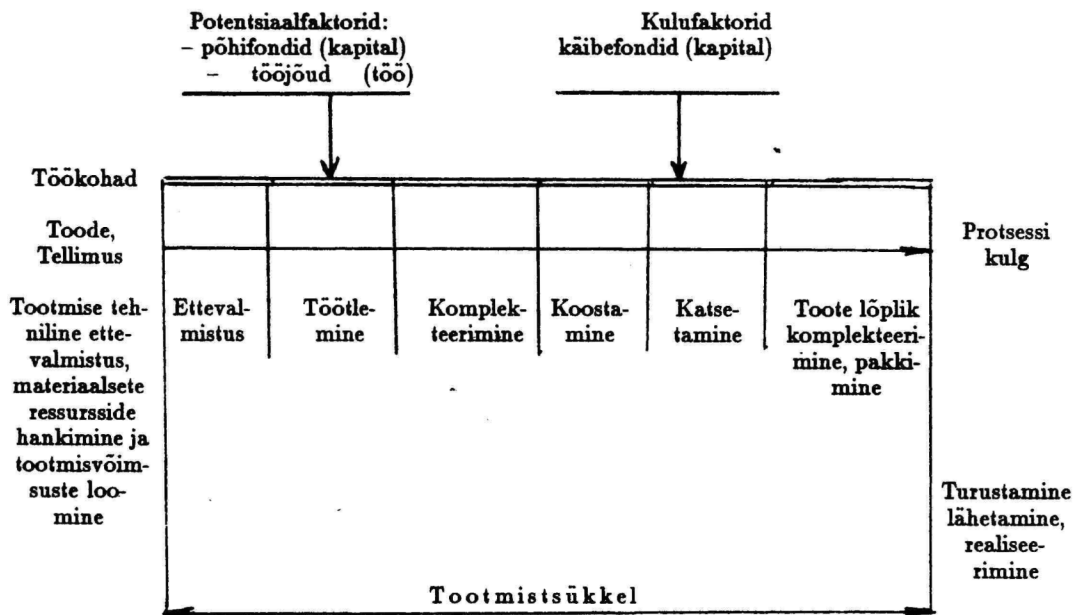 Potentsiaalfaktorid:
– põhifondid (kapital)
– tööjõud (töö)
Kulufaktorid
käibefondid (kapital)
Töökohad
Toode,
Tellimus
Protsessi
kulg
Tootmise teh-
niline ette-
valmistus,
materiaalsete
ressursside
hankimine ja
tootmisvõim-
suste loo-
mine
Etteval-
mistus
Töötle-
mine
Komplek-
teerimine
Koosta-
mine
Katse-
tamine
Toote lõplik
komplekteeri-
mine, pakki-
mine
Turustamine
lähetamine,
realisee-
rimine
Tootmistsükkel